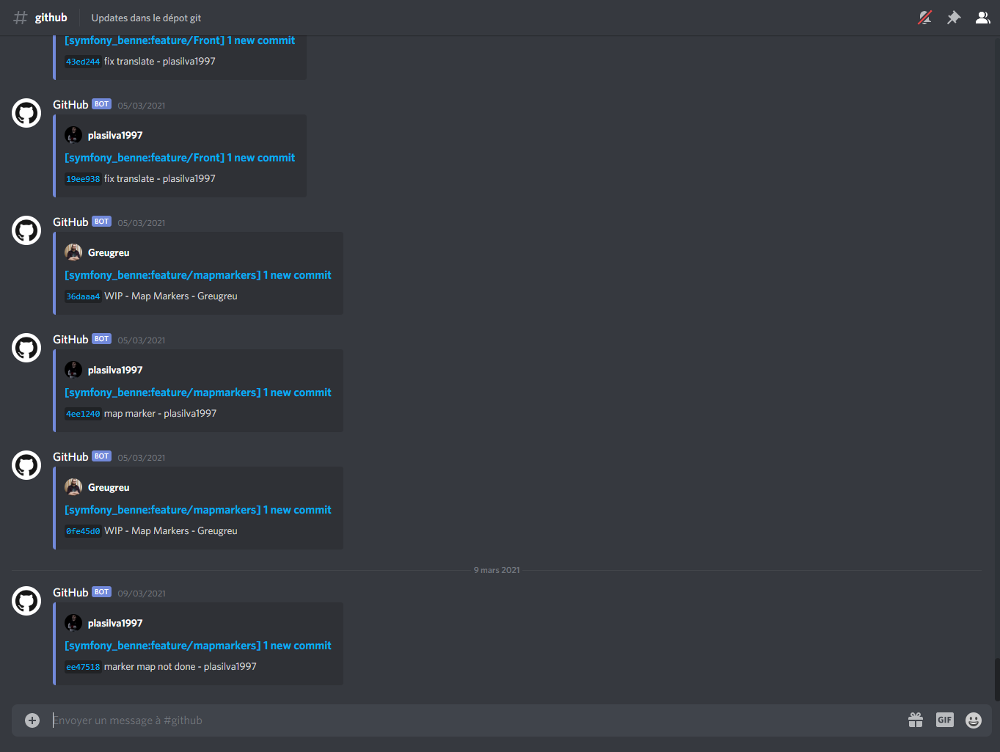 github Updates dans le dépot git
[symfony_benne:feature/Front] 1 new commit
43ed244 fix translate - plasilva1997
GitHub BOT 05/03/2021
plasilva1997
[symfony_benne:feature/Front] 1 new commit
19ee938 fix translate - plasilva1997
GitHub BOT 05/03/2021
Greugreu
[symfony_benne:feature/mapmarkers] 1 new commit
36daaa4 WIP - Map Markers - Greugreu
GitHub BOT 05/03/2021
plasilva1997
[symfony_benne:feature/mapmarkers] 1 new commit
4ee1240 map marker - plasilva1997
GitHub BOT 05/03/2021
Greugreu
[symfony_benne:feature/mapmarkers] 1 new commit
0fe45d0 WIP - Map Markers - Greugreu
9 mars 2021
GitHub BOT 09/03/2021
plasilva1997
[symfony_benne:feature/mapmarkers] 1 new commit
ee47518 marker map not done - plasilva1997
Envoyer un message à #github GIF